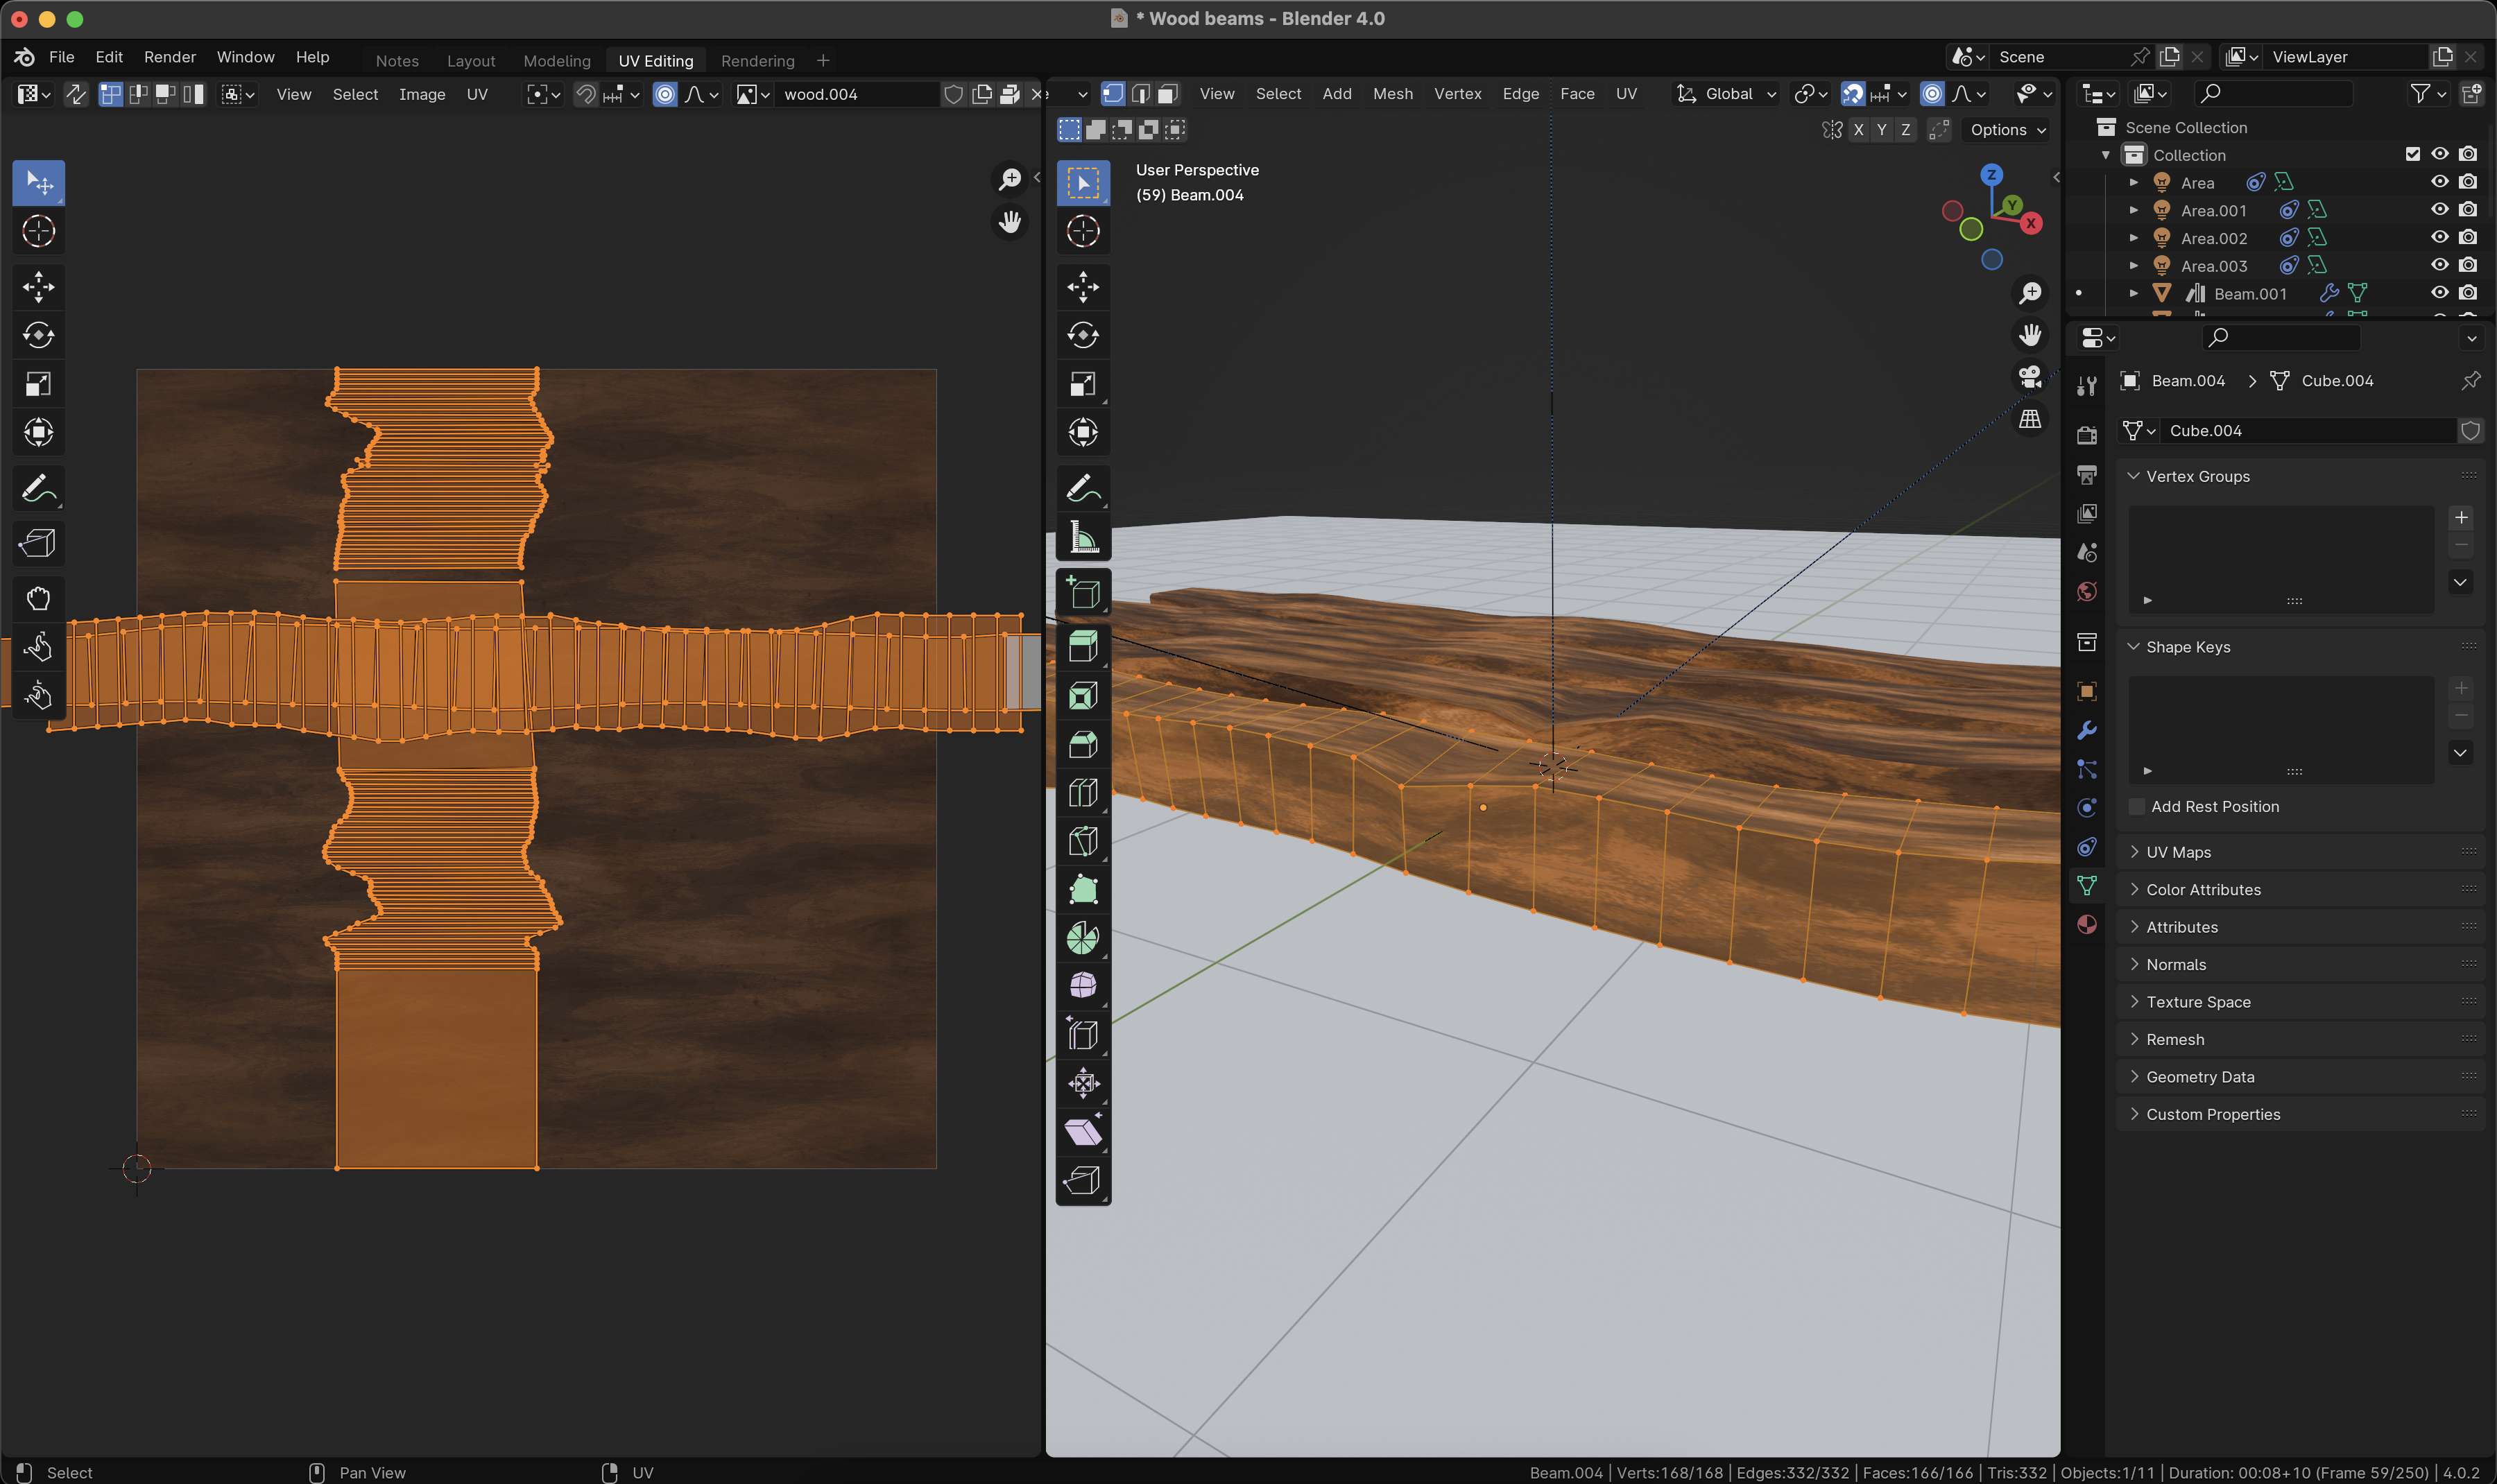 * Wood beams - Blender 4.0
File Edit Render Window Help Notes Layout Modeling UV Editing Rendering + Scene ViewLayer
View Select Image UV wood.004 View Select Add Mesh Vertex Edge Face UV Global
X Y Z Options
User Perspective
(59) Beam.004
Z
Y
X
Scene Collection
Collection
Area
Area.001
Area.002
Area.003
Beam.001
Beam.004 > Cube.004
Cube.004
Vertex Groups
Shape Keys
Add Rest Position
UV Maps
Color Attributes
Attributes
Normals
Texture Space
Remesh
Geometry Data
Custom Properties
Select Pan View UV Beam.004 | Verts:168/168 | Edges:332/332 | Faces:166/166 | Tris:332 | Objects:1/11 | Duration: 00:08+10 (Frame 59/250) | 4.0.2